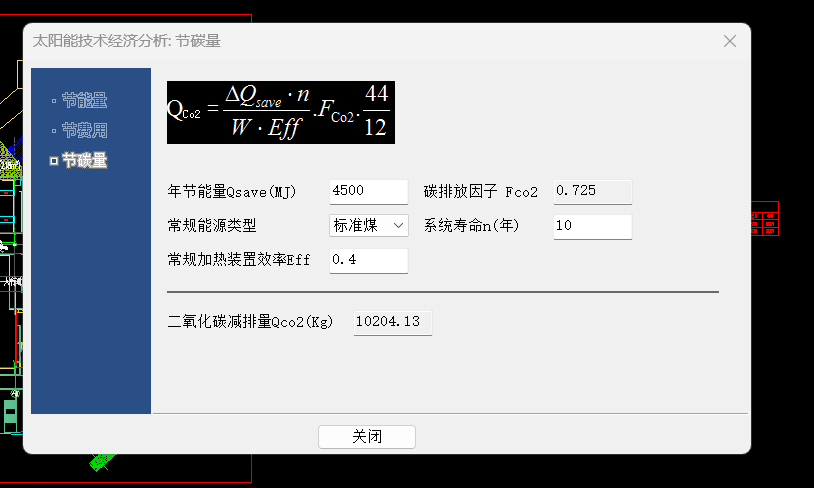 太阳能技术经济分析: 节碳量
节能量
节费用
节碳量
Q_Co2 = ΔQ_save · n / W · Eff .F_Co2. 44 / 12
年节能量Qsave(MJ) 4500 碳排放因子 Fco2 0.725
常规能源类型 标准煤 系统寿命n(年) 10
常规加热装置效率Eff 0.4
二氧化碳减排量Qco2(Kg) 10204.13
关闭